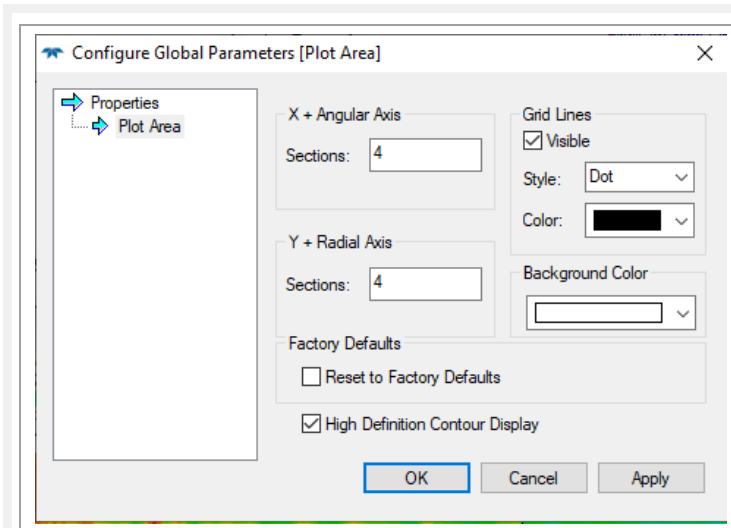 Configure Global Parameters [Plot Area]
Properties
Plot Area
X + Angular Axis
Sections:
4
Grid Lines
Visible
Style:
Dot
Color:
Y + Radial Axis
Sections:
4
Background Color
Factory Defaults
Reset to Factory Defaults
High Definition Contour Display
OK
Cancel
Apply